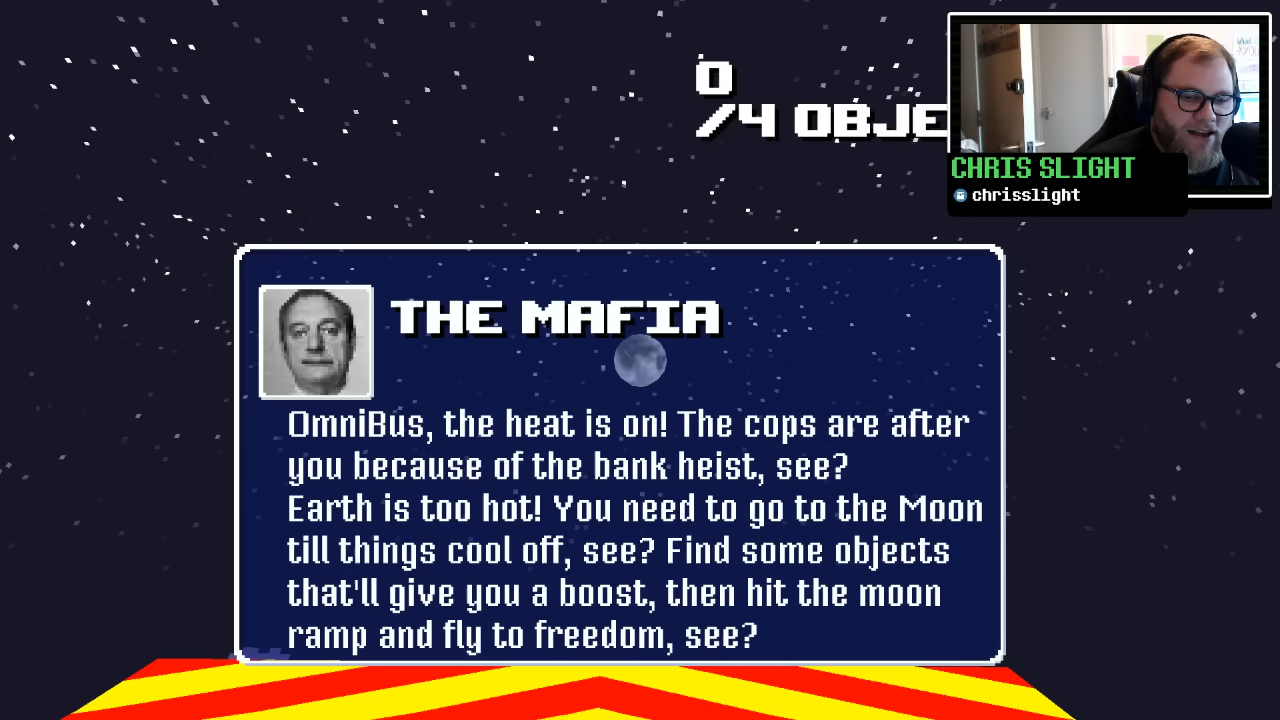 0
/4 OBJE
CHRIS SLIGHT
chrisslight
THE MAFIA
OmniBus, the heat is on! The cops are after
you because of the bank heist, see?
Earth is too hot! You need to go to the Moon
till things cool off, see? Find some objects
that'll give you a boost, then hit the moon
ramp and fly to freedom, see?